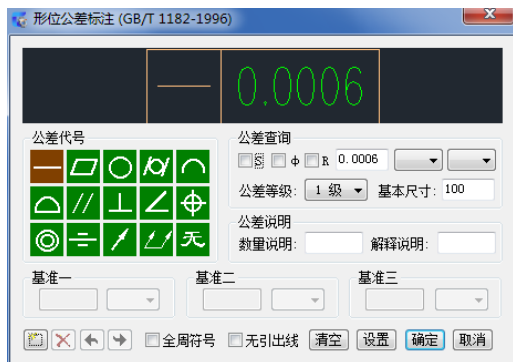 形位公差标注 (GB/T 1182-1996)
0.0006
公差代号
无
公差查询
S φ R 0.0006
公差等级: 1 级 基本尺寸: 100
公差说明
数量说明: 解释说明:
基准一 基准二 基准三
全周符号 无引出线 清空 设置 确定 取消